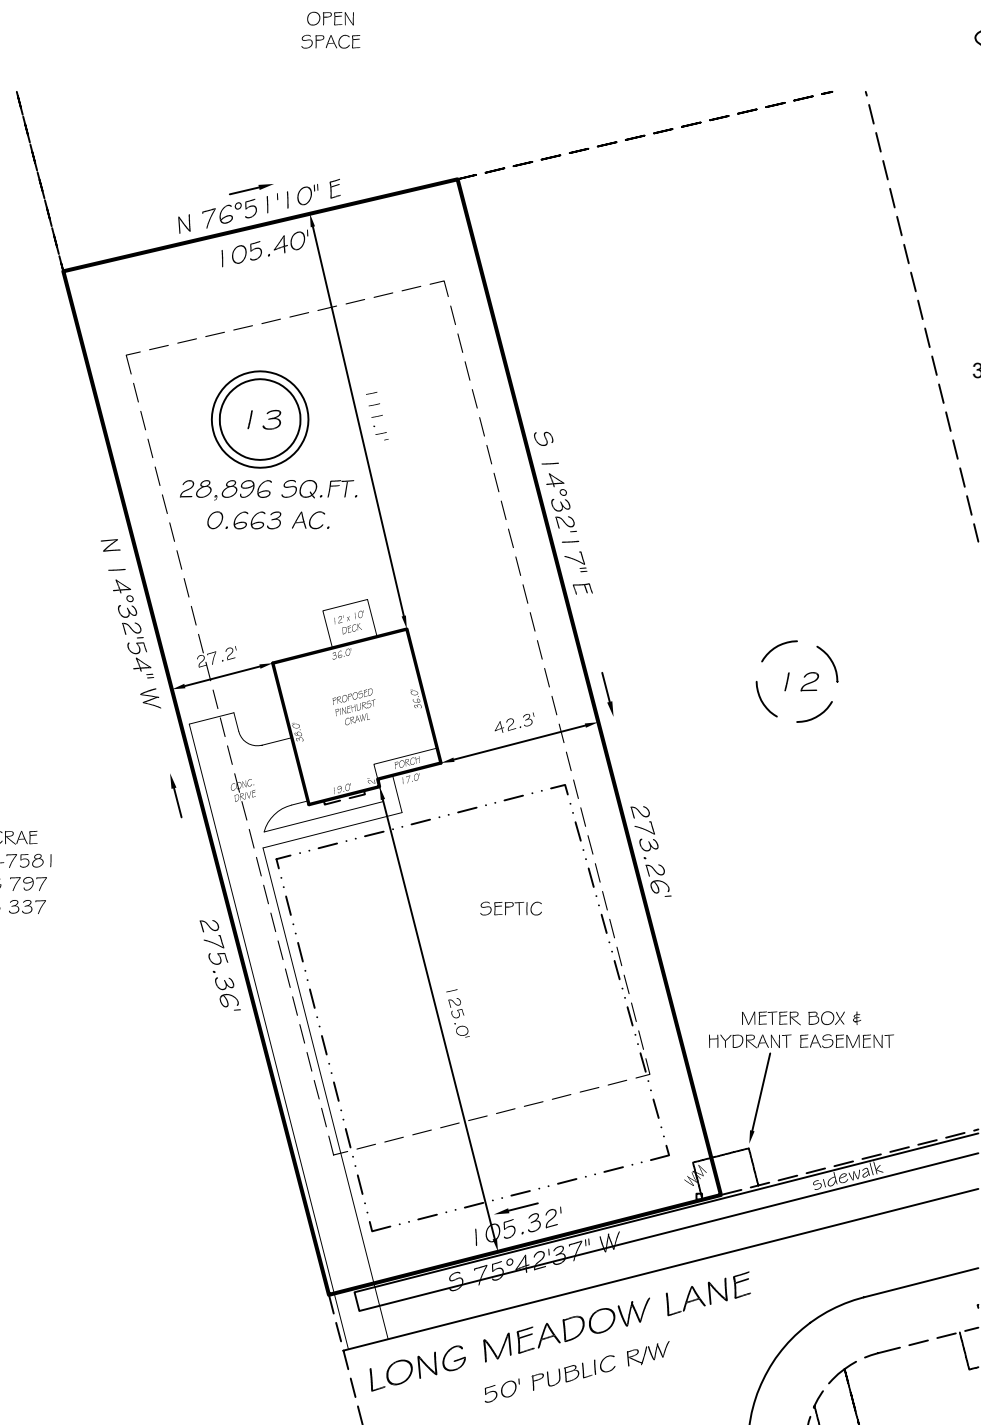 OPEN
SPACE
N 76°51'10" E
105.40'
111.1'
13
28,896 SQ.FT.
0.663 AC.
S 14°32'17" E
N 14°32'54" W
27.2'
12' x 10'
DECK
36.0'
PROPOSED
PINEHURST
CRAWL
36.0'
38.0'
42.3'
12
PORCH
17.0'
2'
19.0'
CONC.
DRIVE
CRAE
-7581
797
337
273.26'
SEPTIC
275.36'
125.0'
METER BOX &
HYDRANT EASEMENT
WM
sidewalk
105.32'
S 75°42'37" W
LONG MEADOW LANE
50' PUBLIC R/W
3